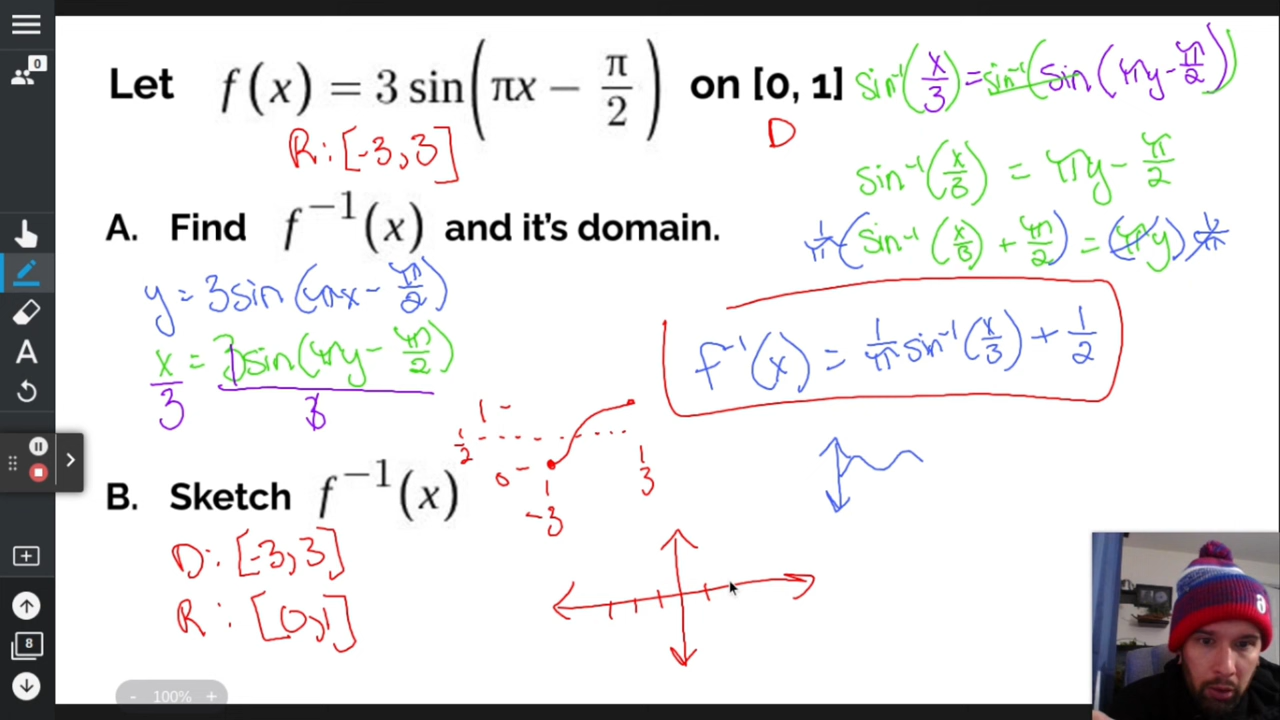 0
Let f(x) = 3 sin(πx − π/2) on [0, 1]
R: [-3, 3]
D
sin⁻¹(x/3) = sin⁻¹(sin(πy - π/2))
sin⁻¹(x/3) = πy - π/2
1/π (sin⁻¹(x/3) + π/2) = (πy) 1/π
f⁻¹(x) = 1/π sin⁻¹(x/3) + 1/2
A. Find f⁻¹(x) and it's domain.
y = 3sin(πx - π/2)
x = 3sin(πy - π/2)
3 3
1
1/2
0
-3
3
B. Sketch f⁻¹(x)
D: [-3, 3]
R: [0, 1]
A
8
- 100% +